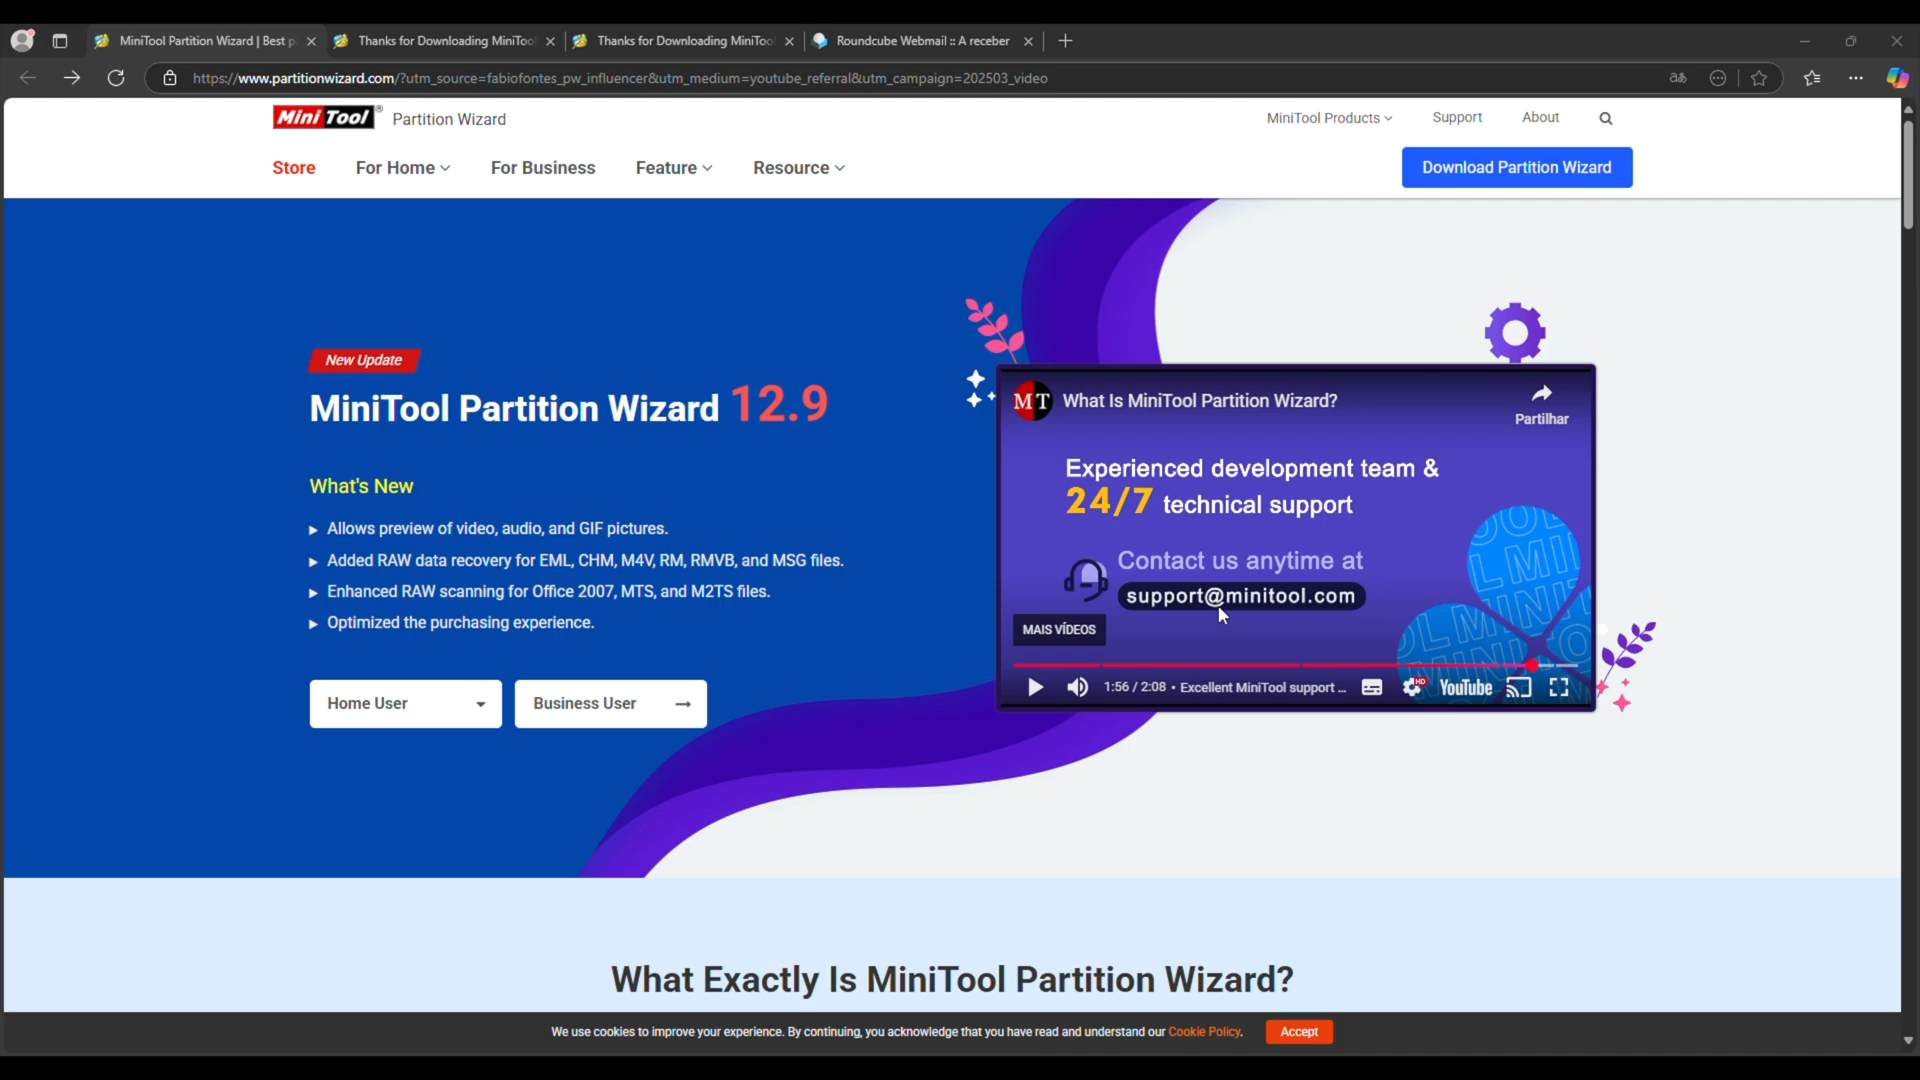 MiniTool Partition Wizard | Best p
Thanks for Downloading MiniToo
Thanks for Downloading MiniToo
Roundcube Webmail :: A receber
https://www.partitionwizard.com/?utm_source=fabiofontes_pw_influencer&utm_medium=youtube_referral&utm_campaign=202503_video
aあ
Mini Tool® Partition Wizard
MiniTool Products
Support
About
Store
For Home
For Business
Feature
Resource
Download Partition Wizard
New Update
MiniTool Partition Wizard 12.9
What's New
Allows preview of video, audio, and GIF pictures.
Added RAW data recovery for EML, CHM, M4V, RM, RMVB, and MSG files.
Enhanced RAW scanning for Office 2007, MTS, and M2TS files.
Optimized the purchasing experience.
Home User
Business User
MT What Is MiniTool Partition Wizard?
Partilhar
Experienced development team &
24/7 technical support
Contact us anytime at
support@minitool.com
MAIS VÍDEOS
1:56 / 2:08 • Excellent MiniTool support ...
HD
YouTube
What Exactly Is MiniTool Partition Wizard?
We use cookies to improve your experience. By continuing, you acknowledge that you have read and understand our Cookie Policy.
Accept